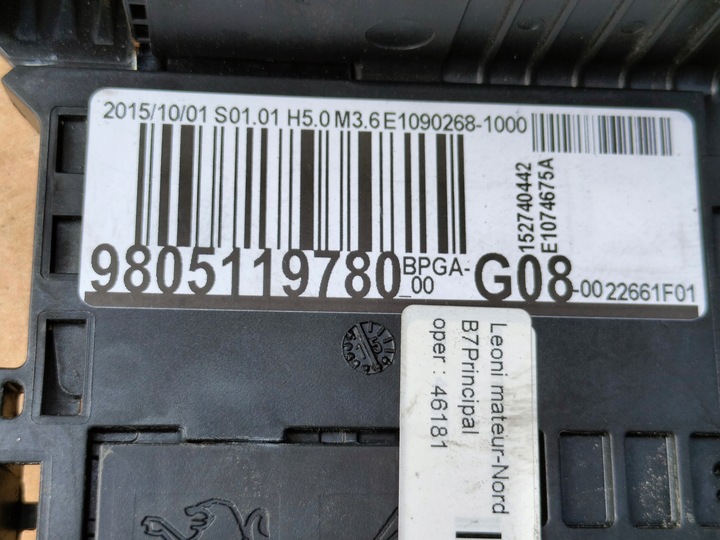 2015/10/01 S01.01 H5.0 M3.6 E1090268-1000
152740442
E1074675A
9805119780 BPGA-_00 G08-00 22661F01
Leoni mateur-Nord
B7Principal
oper : 46181